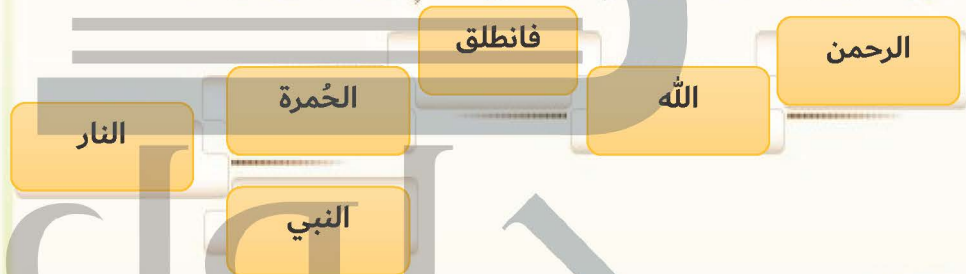 الرحمن
الله
فانطلق
الحُمرة
النار
النبي